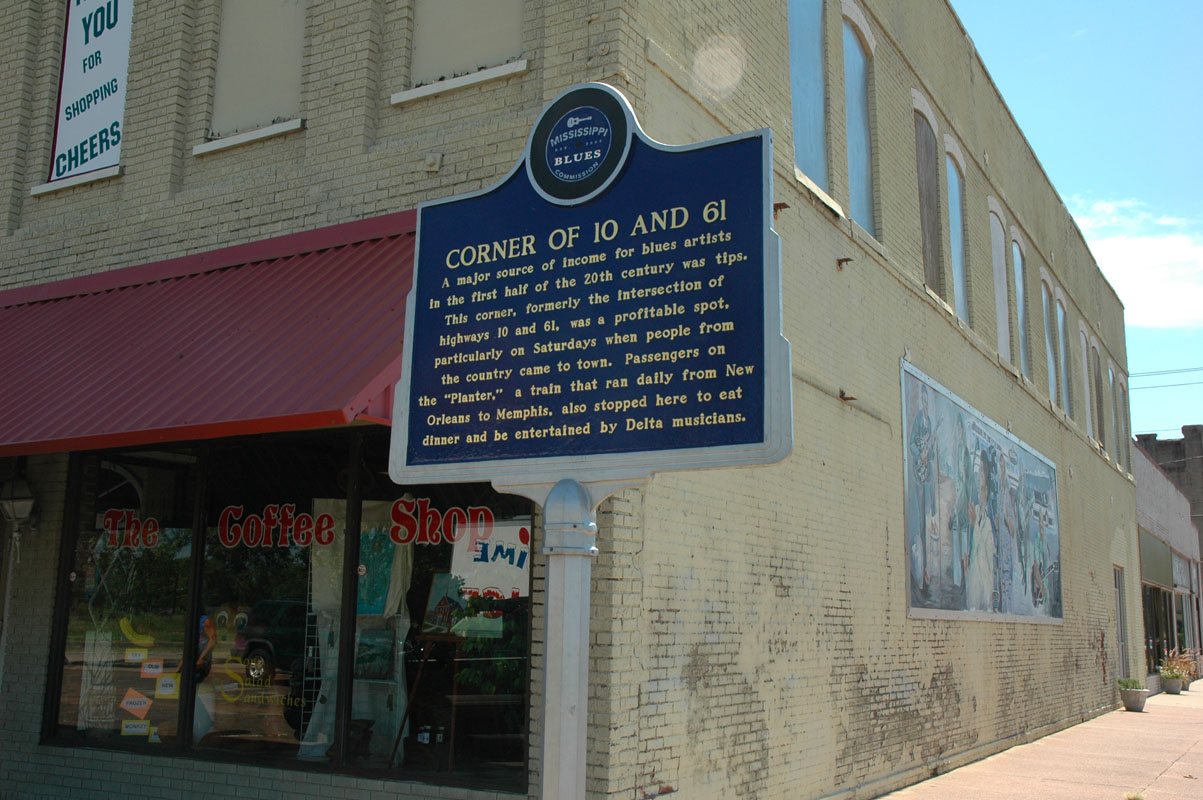 YOU
FOR
SHOPPING
CHEERS
MISSISSIPPI
BLUES
COMMISSION
CORNER OF 10 AND 61
A major source of income for blues artists
in the first half of the 20th century was tips.
This corner, formerly the intersection of
highways 10 and 61, was a profitable spot,
particularly on Saturdays when people from
the country came to town. Passengers on
the "Planter," a train that ran daily from New
Orleans to Memphis, also stopped here to eat
dinner and be entertained by Delta musicians.
The Coffee Shop
Salad
Sandwiches
FROZEN